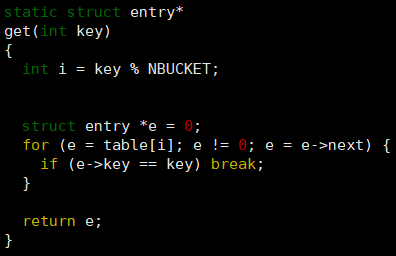 static struct entry*
get(int key)
{
  int i = key % NBUCKET;


  struct entry *e = 0;
  for (e = table[i]; e != 0; e = e->next) {
    if (e->key == key) break;
  }

  return e;
}